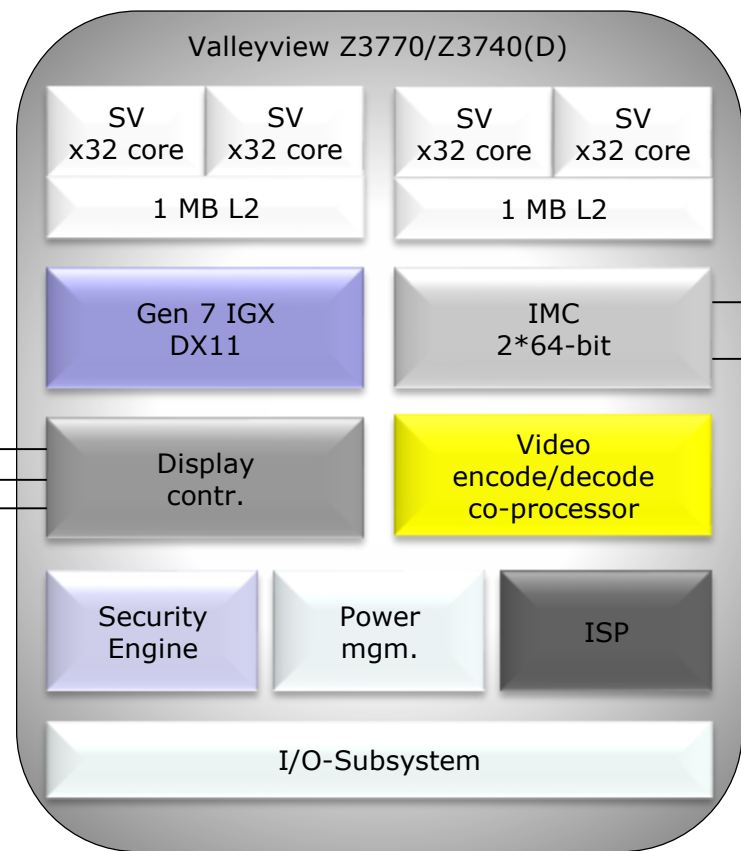 Valleyview Z3770/Z3740(D)
SV
x32 core
SV
x32 core
SV
x32 core
SV
x32 core
1 MB L2
1 MB L2
Gen 7 IGX
DX11
IMC
2*64-bit
Display
contr.
Video
encode/decode
co-processor
Security
Engine
Power
mgm.
ISP
I/O-Subsystem